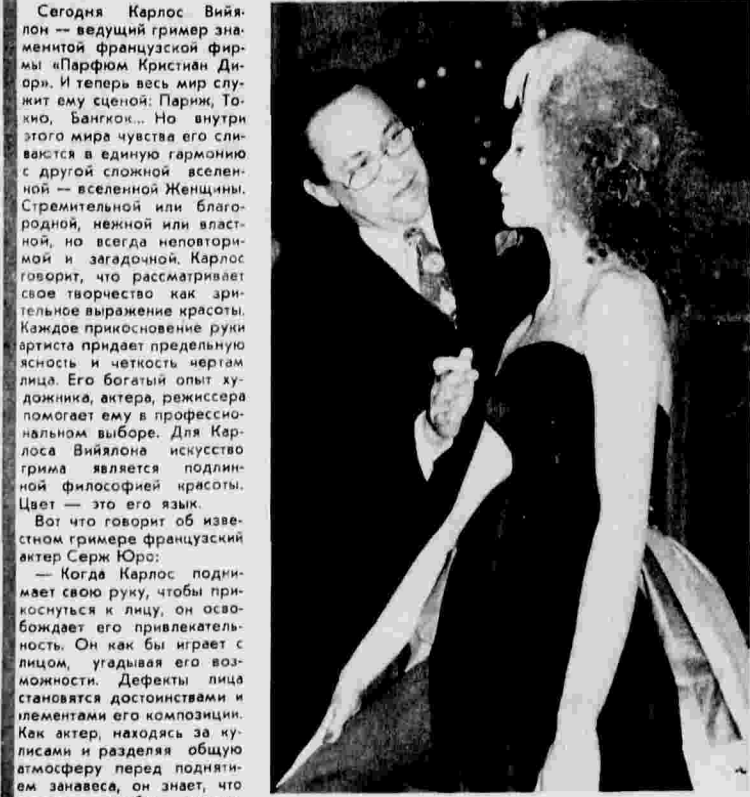 Сегодня Карлос Вийя-
лон — ведущий гример зна-
менитой французской фир-
мы «Парфюм Кристиан Ди-
ор». И теперь весь мир слу-
жит ему сценой: Париж, То-
кио, Бангкок... Но внутри
этого мира чувства его сли-
ваются в единую гармонию
с другой сложной вселен-
ной — вселенной Женщины.
Стремительной или благо-
родной, нежной или власт-
ной, но всегда неповтори-
мой и загадочной. Карлос
говорит, что рассматривает
свое творчество как зри-
тельное выражение красоты.
Каждое прикосновение руки
артиста придает предельную
ясность и четкость чертам
лица. Его богатый опыт ху-
дожника, актера, режиссера
помогает ему в профессио-
нальном выборе. Для Кар-
лоса Вийялона искусство
грима является подлин-
ной философией красоты.
Цвет — это его язык.
Вот что говорит об изве-
стном гримере французский
актер Серж Юрс:
— Когда Карлос подни-
мает свою руку, чтобы при-
коснуться к лицу, он осво-
бождает его привлекатель-
ность. Он как бы играет с
лицом, угадывая его воз-
можности. Дефекты лица
становятся достоинствами и
лементами его композиции.
Как актер, находясь за ку-
лисами и разделяя общую
атмосферу перед поднятием
ем занавеса, он знает, что